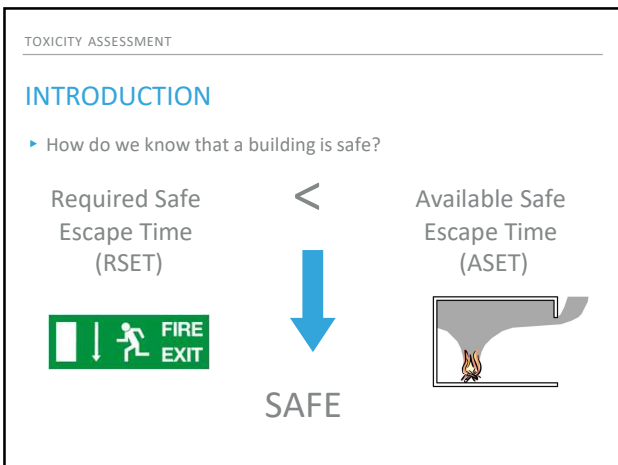 TOXICITY ASSESSMENT
INTRODUCTION
▸ How do we know that a building is safe?
Required Safe
Escape Time
(RSET)
<
Available Safe
Escape Time
(ASET)
FIRE
EXIT
SAFE